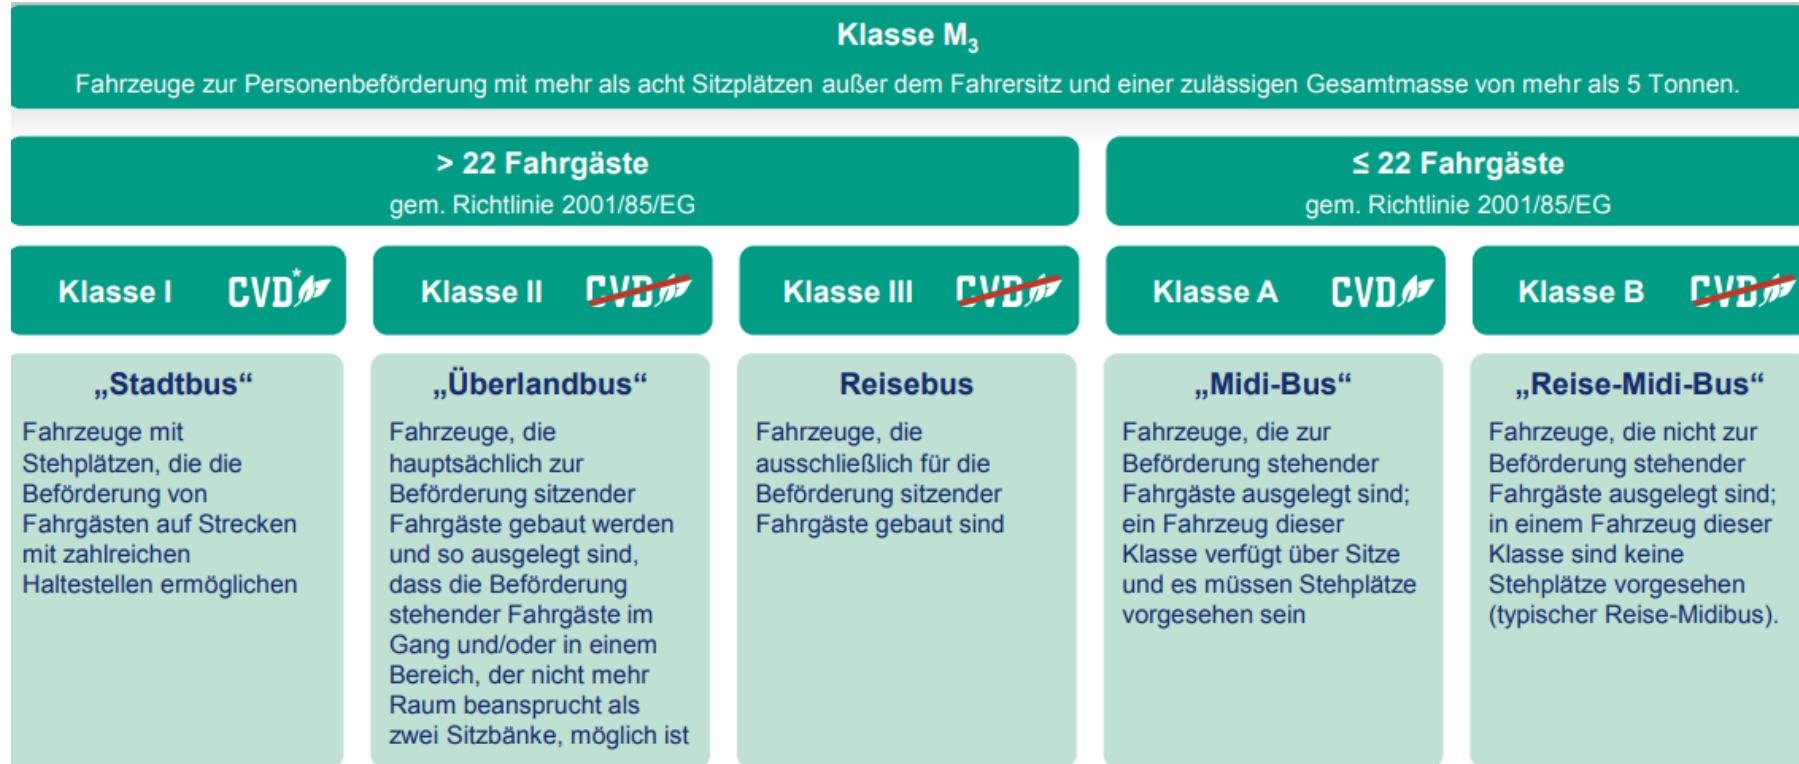 Klasse M₃
Fahrzeuge zur Personenbeförderung mit mehr als acht Sitzplätzen außer dem Fahrersitz und einer zulässigen Gesamtmasse von mehr als 5 Tonnen.
> 22 Fahrgäste
gem. Richtlinie 2001/85/EG
≤ 22 Fahrgäste
gem. Richtlinie 2001/85/EG
Klasse I CVD*
Klasse II CVD
Klasse III CVD
Klasse A CVD
Klasse B CVD
„Stadtbus“
Fahrzeuge mit
Stehplätzen, die die
Beförderung von
Fahrgästen auf Strecken
mit zahlreichen
Haltestellen ermöglichen
„Überlandbus“
Fahrzeuge, die
hauptsächlich zur
Beförderung sitzender
Fahrgäste gebaut werden
und so ausgelegt sind,
dass die Beförderung
stehender Fahrgäste im
Gang und/oder in einem
Bereich, der nicht mehr
Raum beansprucht als
zwei Sitzbänke, möglich ist
Reisebus
Fahrzeuge, die
ausschließlich für die
Beförderung sitzender
Fahrgäste gebaut sind
„Midi-Bus“
Fahrzeuge, die zur
Beförderung stehender
Fahrgäste ausgelegt sind;
ein Fahrzeug dieser
Klasse verfügt über Sitze
und es müssen Stehplätze
vorgesehen sein
„Reise-Midi-Bus“
Fahrzeuge, die nicht zur
Beförderung stehender
Fahrgäste ausgelegt sind;
in einem Fahrzeug dieser
Klasse sind keine
Stehplätze vorgesehen
(typischer Reise-Midibus).